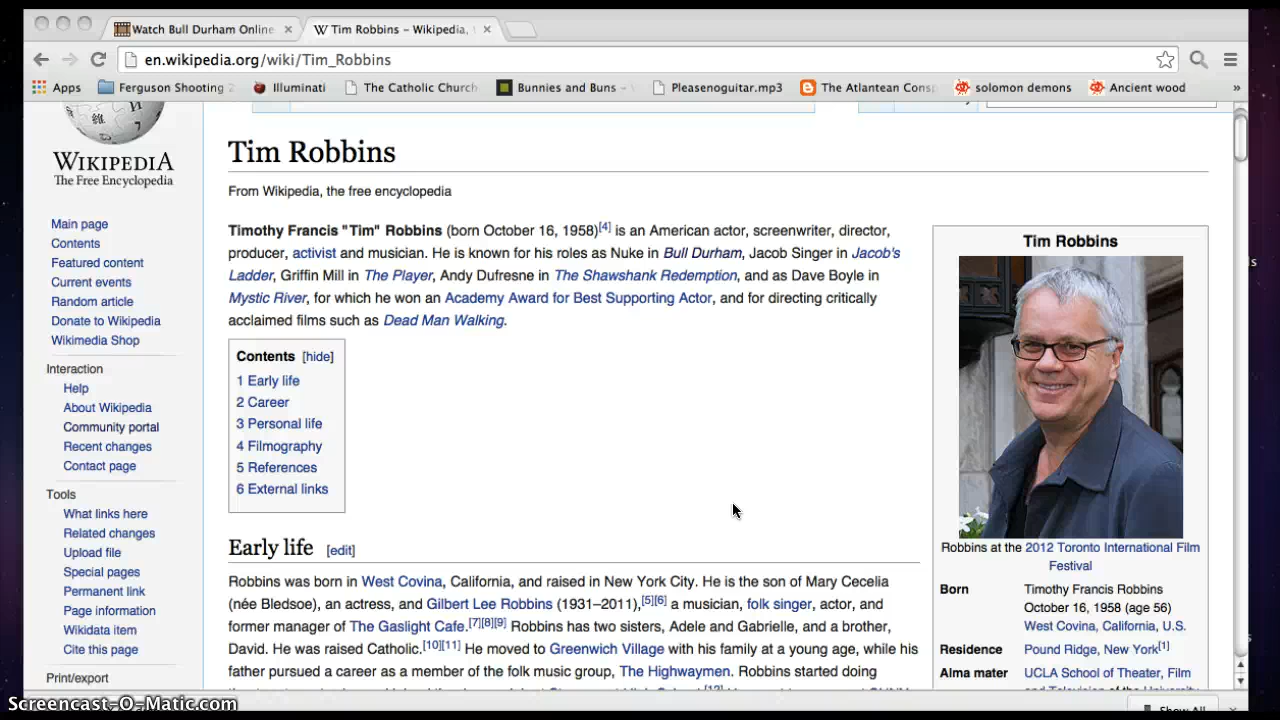 Watch Bull Durham Online
Tim Robbins – Wikipedia,
en.wikipedia.org/wiki/Tim_Robbins
Apps
Ferguson Shooting 2
Illuminati
The Catholic Church
Bunnies and Buns –
Pleasenoguitar.mp3
The Atlantean Consp
solomon demons
Ancient wood
»
WIKIPEDIA
The Free Encyclopedia
Main page
Contents
Featured content
Current events
Random article
Donate to Wikipedia
Wikimedia Shop
Interaction
Help
About Wikipedia
Community portal
Recent changes
Contact page
Tools
What links here
Related changes
Upload file
Special pages
Permanent link
Page information
Wikidata item
Cite this page
Print/export
Tim Robbins
From Wikipedia, the free encyclopedia
Timothy Francis "Tim" Robbins (born October 16, 1958)[4] is an American actor, screenwriter, director,
producer, activist and musician. He is known for his roles as Nuke in Bull Durham, Jacob Singer in Jacob's
Ladder, Griffin Mill in The Player, Andy Dufresne in The Shawshank Redemption, and as Dave Boyle in
Mystic River, for which he won an Academy Award for Best Supporting Actor, and for directing critically
acclaimed films such as Dead Man Walking.
Contents [hide]
1 Early life
2 Career
3 Personal life
4 Filmography
5 References
6 External links
Early life [edit]
Robbins was born in West Covina, California, and raised in New York City. He is the son of Mary Cecelia
(née Bledsoe), an actress, and Gilbert Lee Robbins (1931–2011),[5][6] a musician, folk singer, actor, and
former manager of The Gaslight Cafe.[7][8][9] Robbins has two sisters, Adele and Gabrielle, and a brother,
David. He was raised Catholic.[10][11] He moved to Greenwich Village with his family at a young age, while his
father pursued a career as a member of the folk music group, The Highwaymen. Robbins started doing
Tim Robbins
Robbins at the 2012 Toronto International Film
Festival
Born
Timothy Francis Robbins
October 16, 1958 (age 56)
West Covina, California, U.S.
Residence
Pound Ridge, New York[1]
Alma mater
UCLA School of Theater, Film
and Television of the University
Show All
Screencast-O-Matic.com